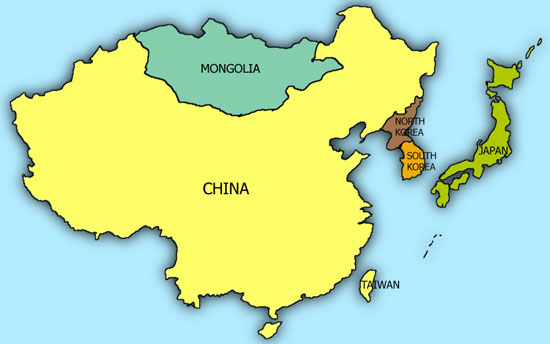 MONGOLIA
NORTH
KOREA
JAPAN
SOUTH
KOREA
CHINA
TAIWAN